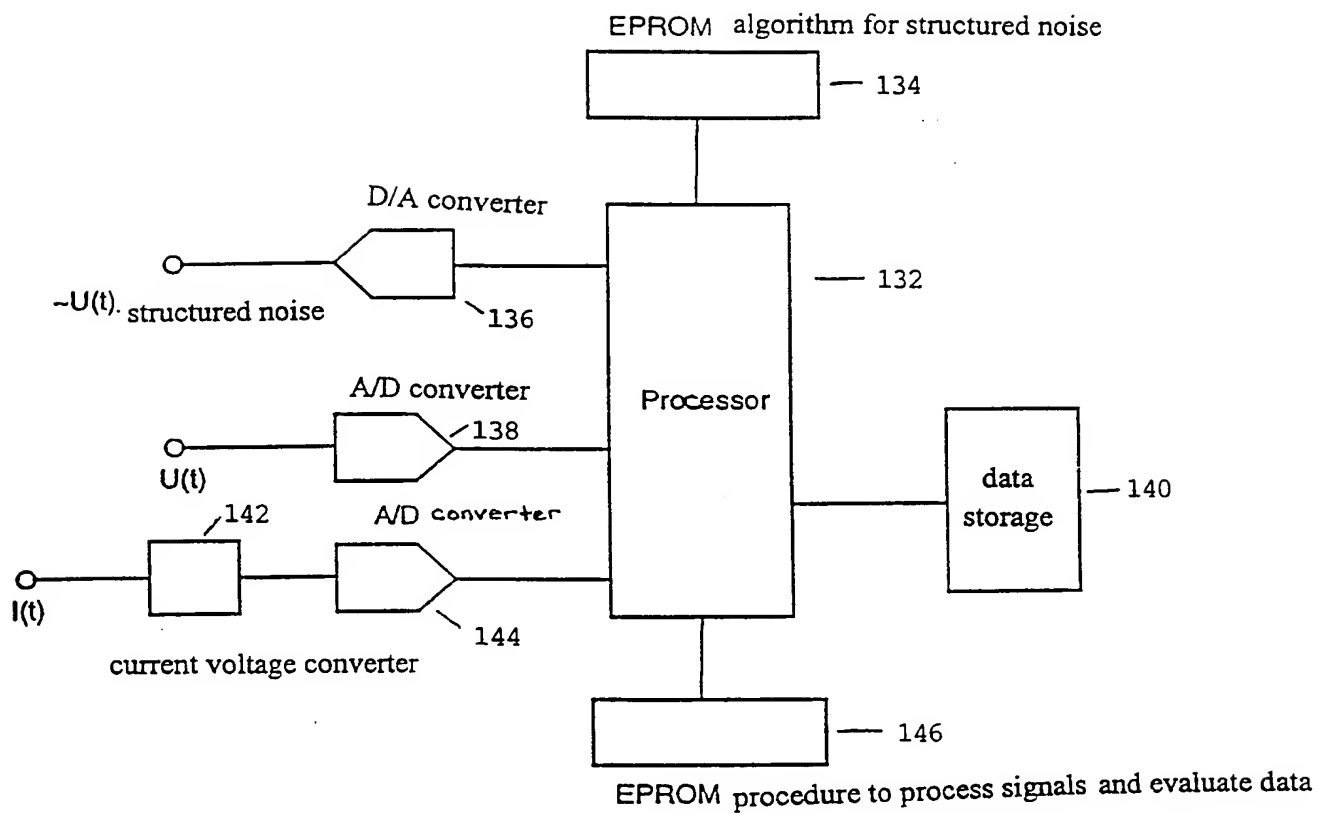 EPROM algorithm for structured noise
134
D/A converter
132
~U(t). structured noise
136
A/D converter
138
Processor
U(t)
data
storage
140
142
A/D converter
I(t)
144
current voltage converter
146
EPROM procedure to process signals and evaluate data